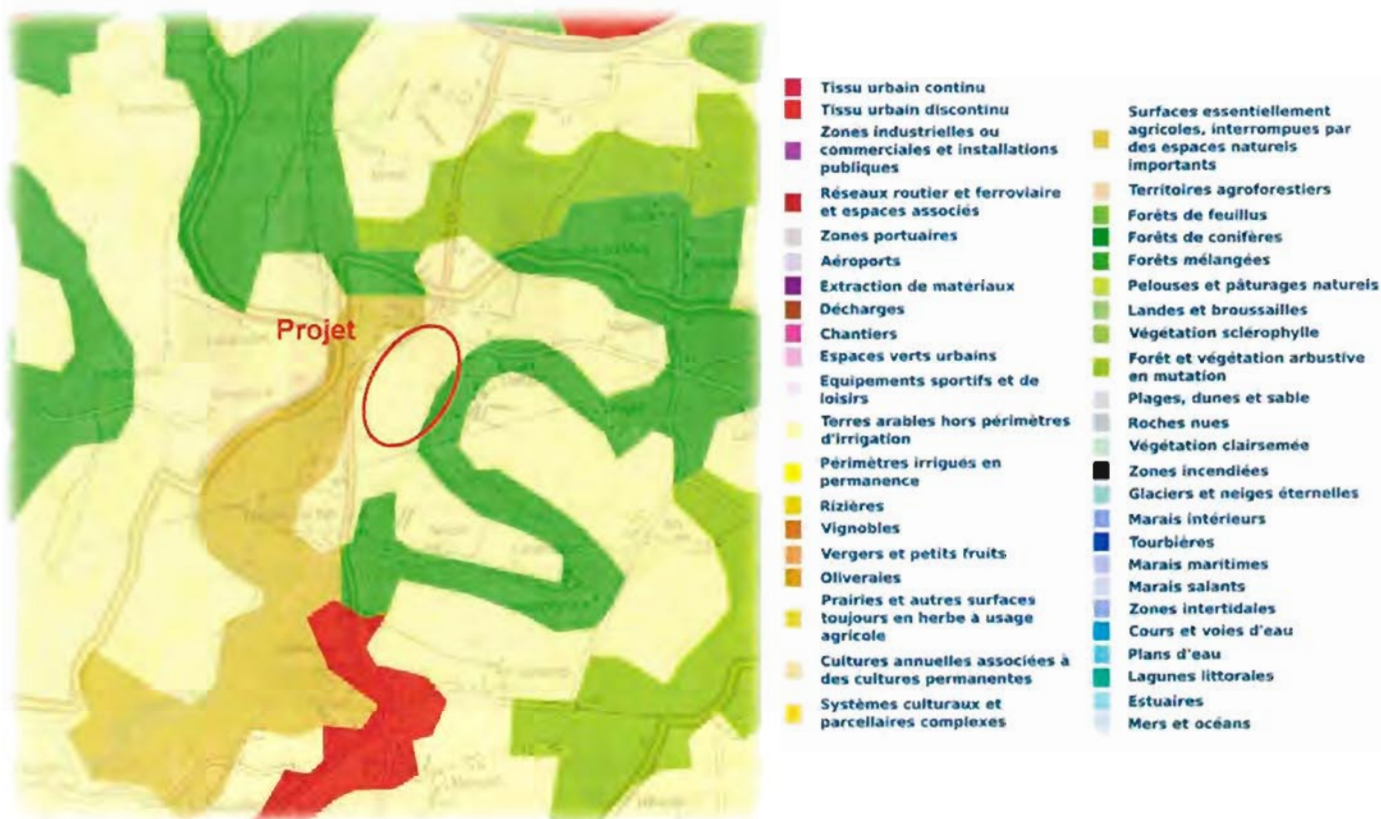 Projet
Tissu urbain continu
Tissu urbain discontinu
Zones industrielles ou
commerciales et installations
publiques
Réseaux routier et ferroviaire
et espaces associés
Zones portuaires
Aéroports
Extraction de matériaux
Décharges
Chantiers
Espaces verts urbains
Equipements sportifs et de
loisirs
Terres arables hors périmètres
d'irrigation
Périmètres irrigués en
permanence
Rizières
Vignobles
Vergers et petits fruits
Oliveraies
Prairies et autres surfaces
toujours en herbe à usage
agricole
Cultures annuelles associées à
des cultures permanentes
Systèmes culturaux et
parcellaires complexes
Surfaces essentiellement
agricoles, interrompues par
des espaces naturels
importants
Territoires agroforestiers
Forêts de feuillus
Forêts de conifères
Forêts mélangées
Pelouses et pâturages naturels
Landes et broussailles
Végétation sclérophylle
Forêt et végétation arbustive
en mutation
Plages, dunes et sable
Roches nues
Végétation clairsemée
Zones incendiées
Glaciers et neiges éternelles
Marais intérieurs
Tourbières
Marais maritimes
Marais salants
Zones intertidales
Cours et voies d'eau
Plans d'eau
Lagunes littorales
Estuaires
Mers et océans